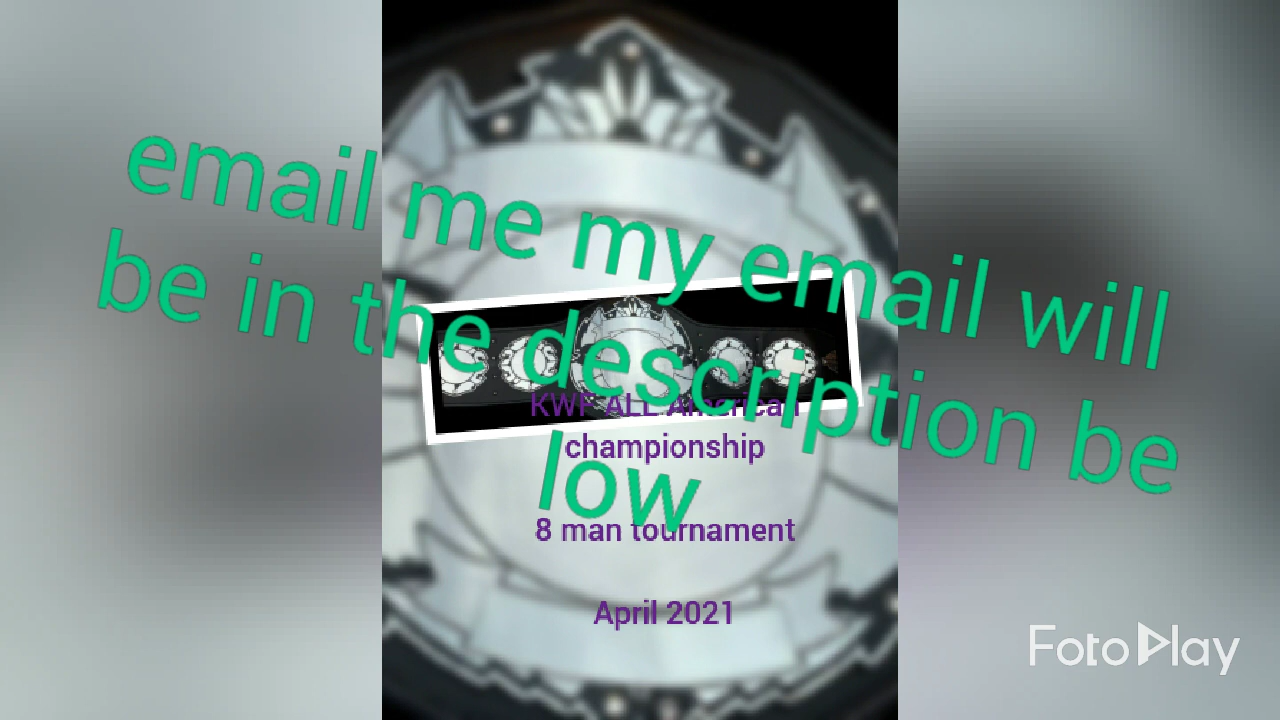 email me my email will
be in the description be
low
KWF ALL American
championship
8 man tournament
April 2021
FotoPlay